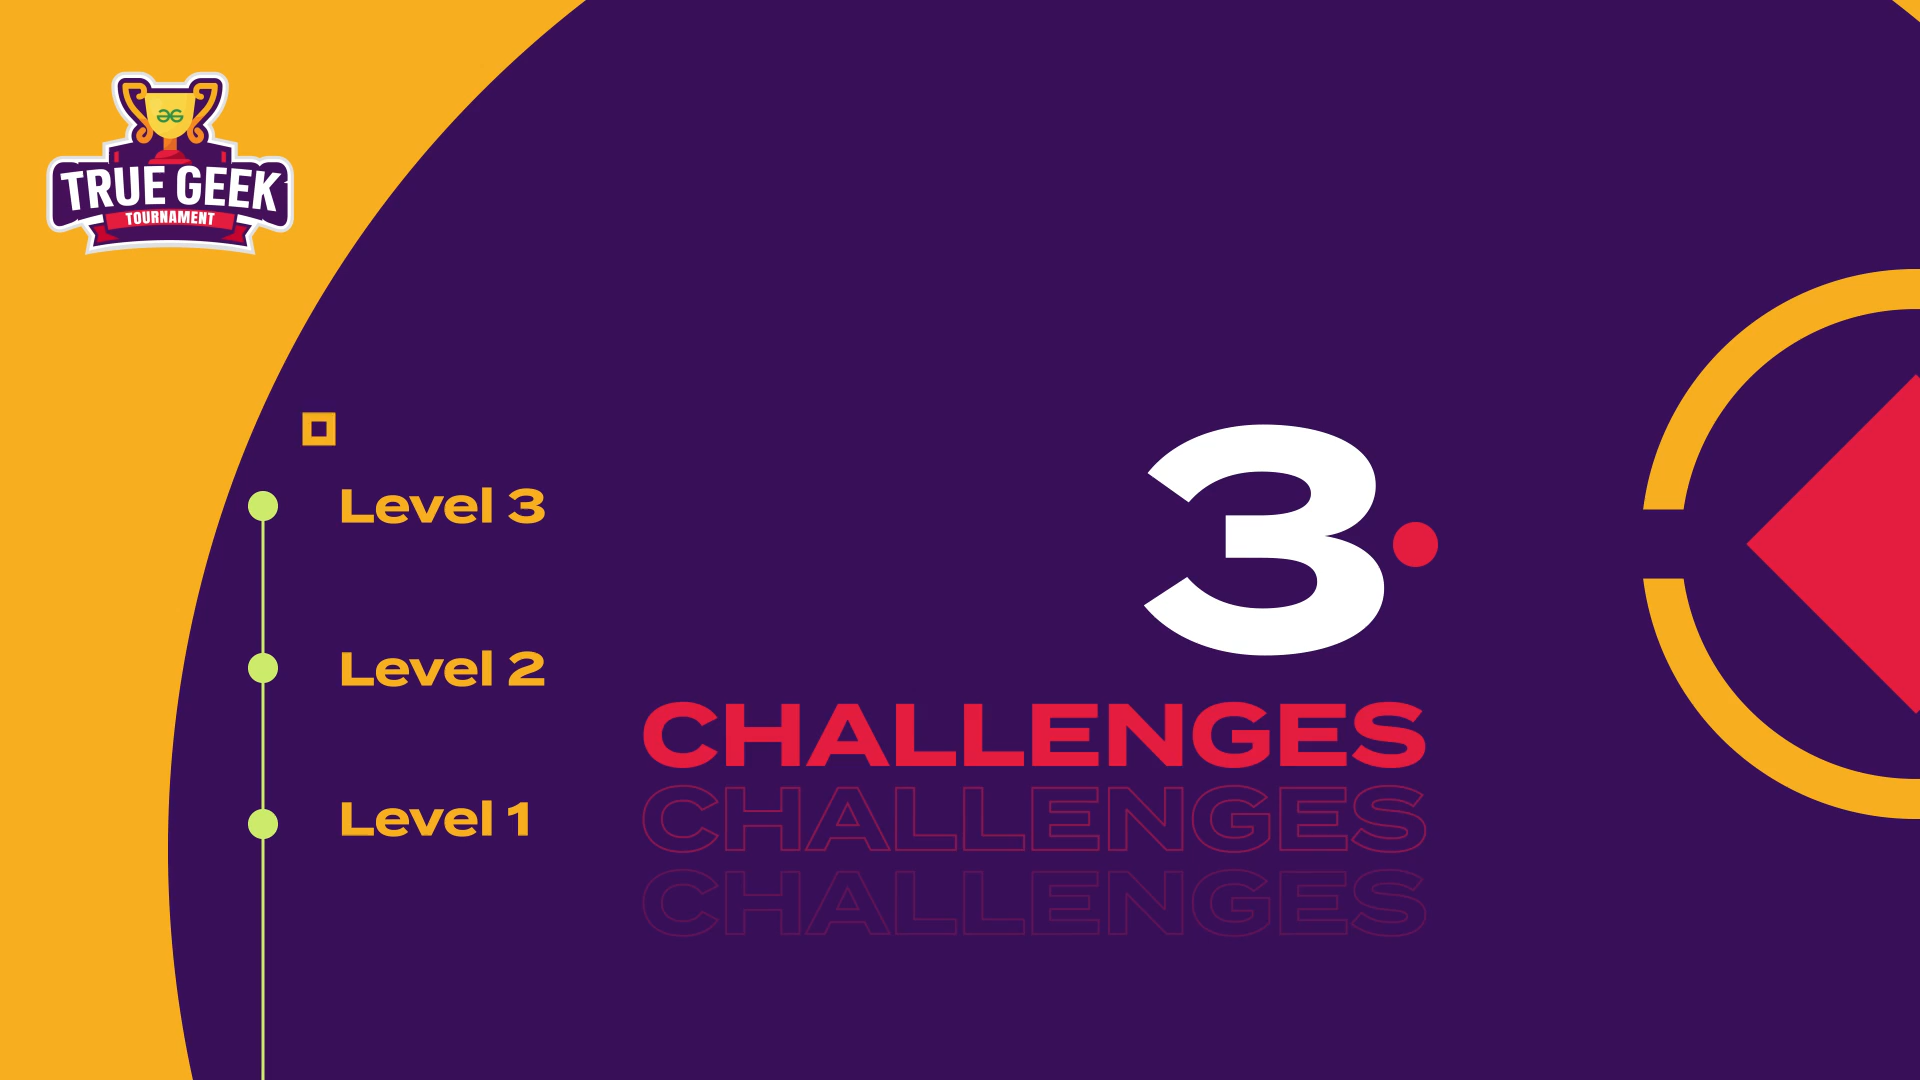 TRUE GEEK
TOURNAMENT
Level 3
Level 2
Level 1
3
CHALLENGES
CHALLENGES
CHALLENGES